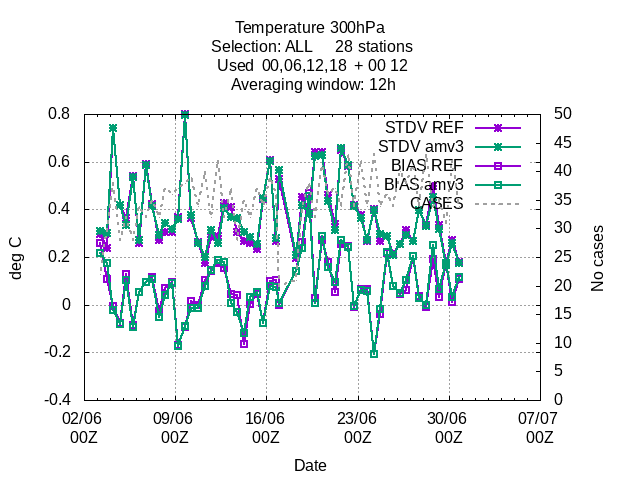 Temperature 300hPa
Selection: ALL 28 stations
Used 00,06,12,18 + 00 12
Averaging window: 12h
STDV REF
STDV amv3
BIAS REF
BIAS amv3
CASES
deg C
0.8
0.6
0.4
0.2
0
-0.2
-0.4
No cases
50
45
40
35
30
25
20
15
10
5
0
02/06 09/06 16/06 23/06 30/06 07/07
00Z 00Z 00Z 00Z 00Z 00Z
Date